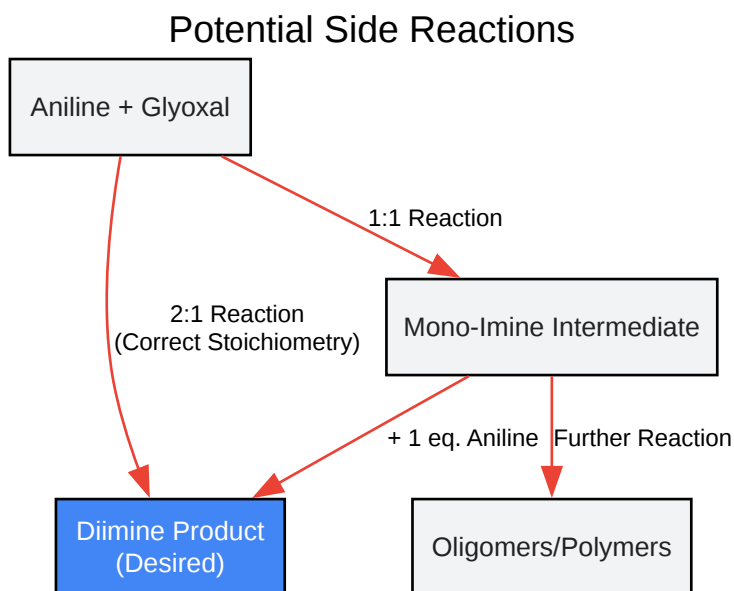 Potential Side Reactions
Aniline + Glyoxal
1:1 Reaction
2:1 Reaction
(Correct Stoichiometry)
Mono-Imine Intermediate
+ 1 eq. Aniline
Further Reaction
Diimine Product
(Desired)
Oligomers/Polymers